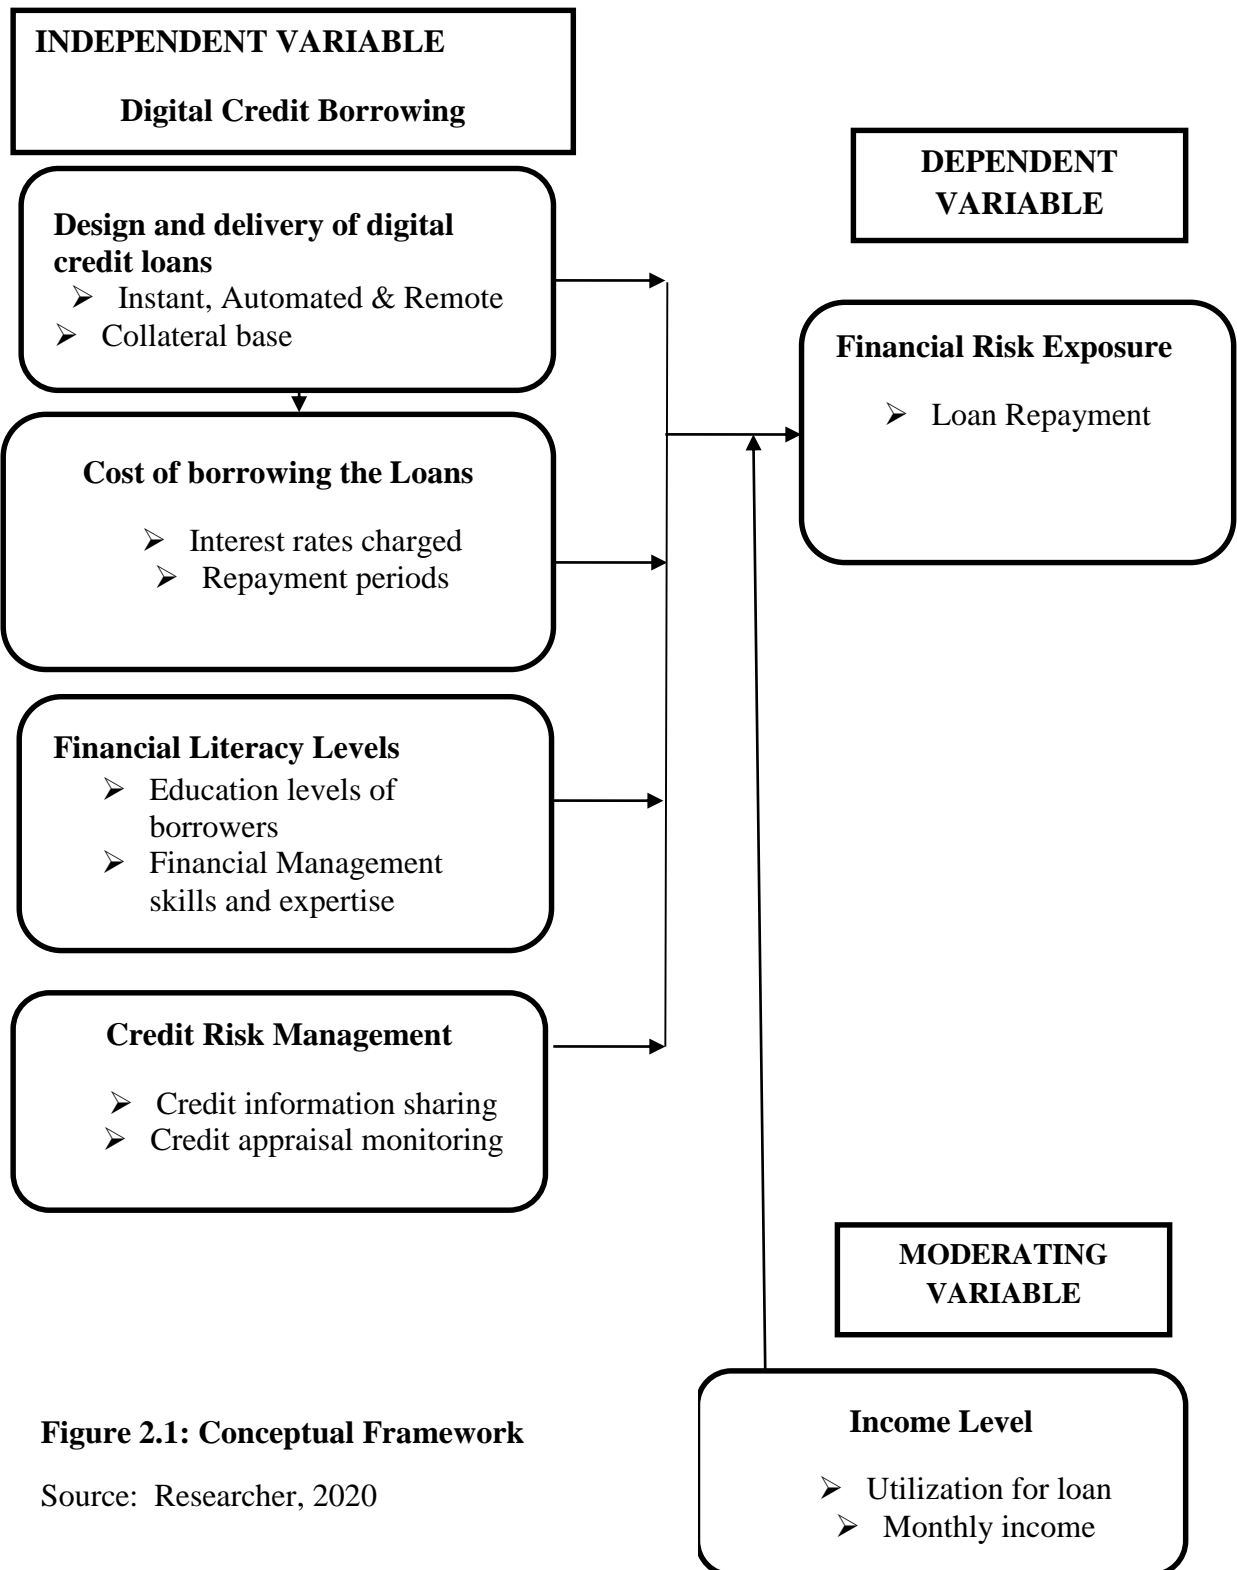 INDEPENDENT VARIABLE
Digital Credit Borrowing
Design and delivery of digital
credit loans
➢ Instant, Automated & Remote
➢ Collateral base
Cost of borrowing the Loans
➢ Interest rates charged
➢ Repayment periods
Financial Literacy Levels
➢ Education levels of
borrowers
➢ Financial Management
skills and expertise
Credit Risk Management
➢ Credit information sharing
➢ Credit appraisal monitoring
DEPENDENT
VARIABLE
Financial Risk Exposure
➢ Loan Repayment
MODERATING
VARIABLE
Income Level
➢ Utilization for loan
➢ Monthly income
Figure 2.1: Conceptual Framework
Source: Researcher, 2020